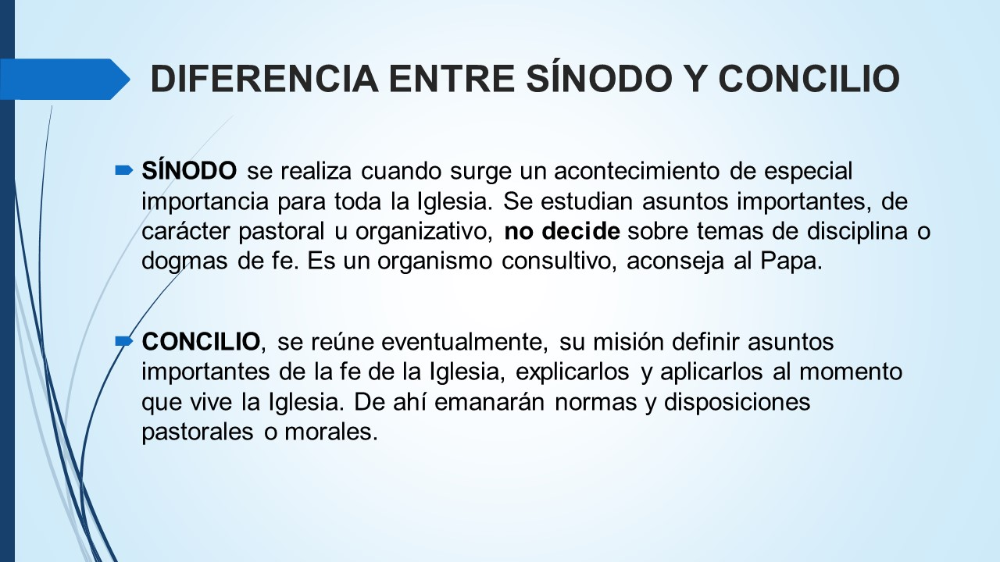 DIFERENCIA ENTRE SÍNODO Y CONCILIO
SÍNODO se realiza cuando surge un acontecimiento de especial
importancia para toda la Iglesia. Se estudian asuntos importantes, de
carácter pastoral u organizativo, no decide sobre temas de disciplina o
dogmas de fe. Es un organismo consultivo, aconseja al Papa.
CONCILIO, se reúne eventualmente, su misión definir asuntos
importantes de la fe de la Iglesia, explicarlos y aplicarlos al momento
que vive la Iglesia. De ahí emanarán normas y disposiciones
pastorales o morales.